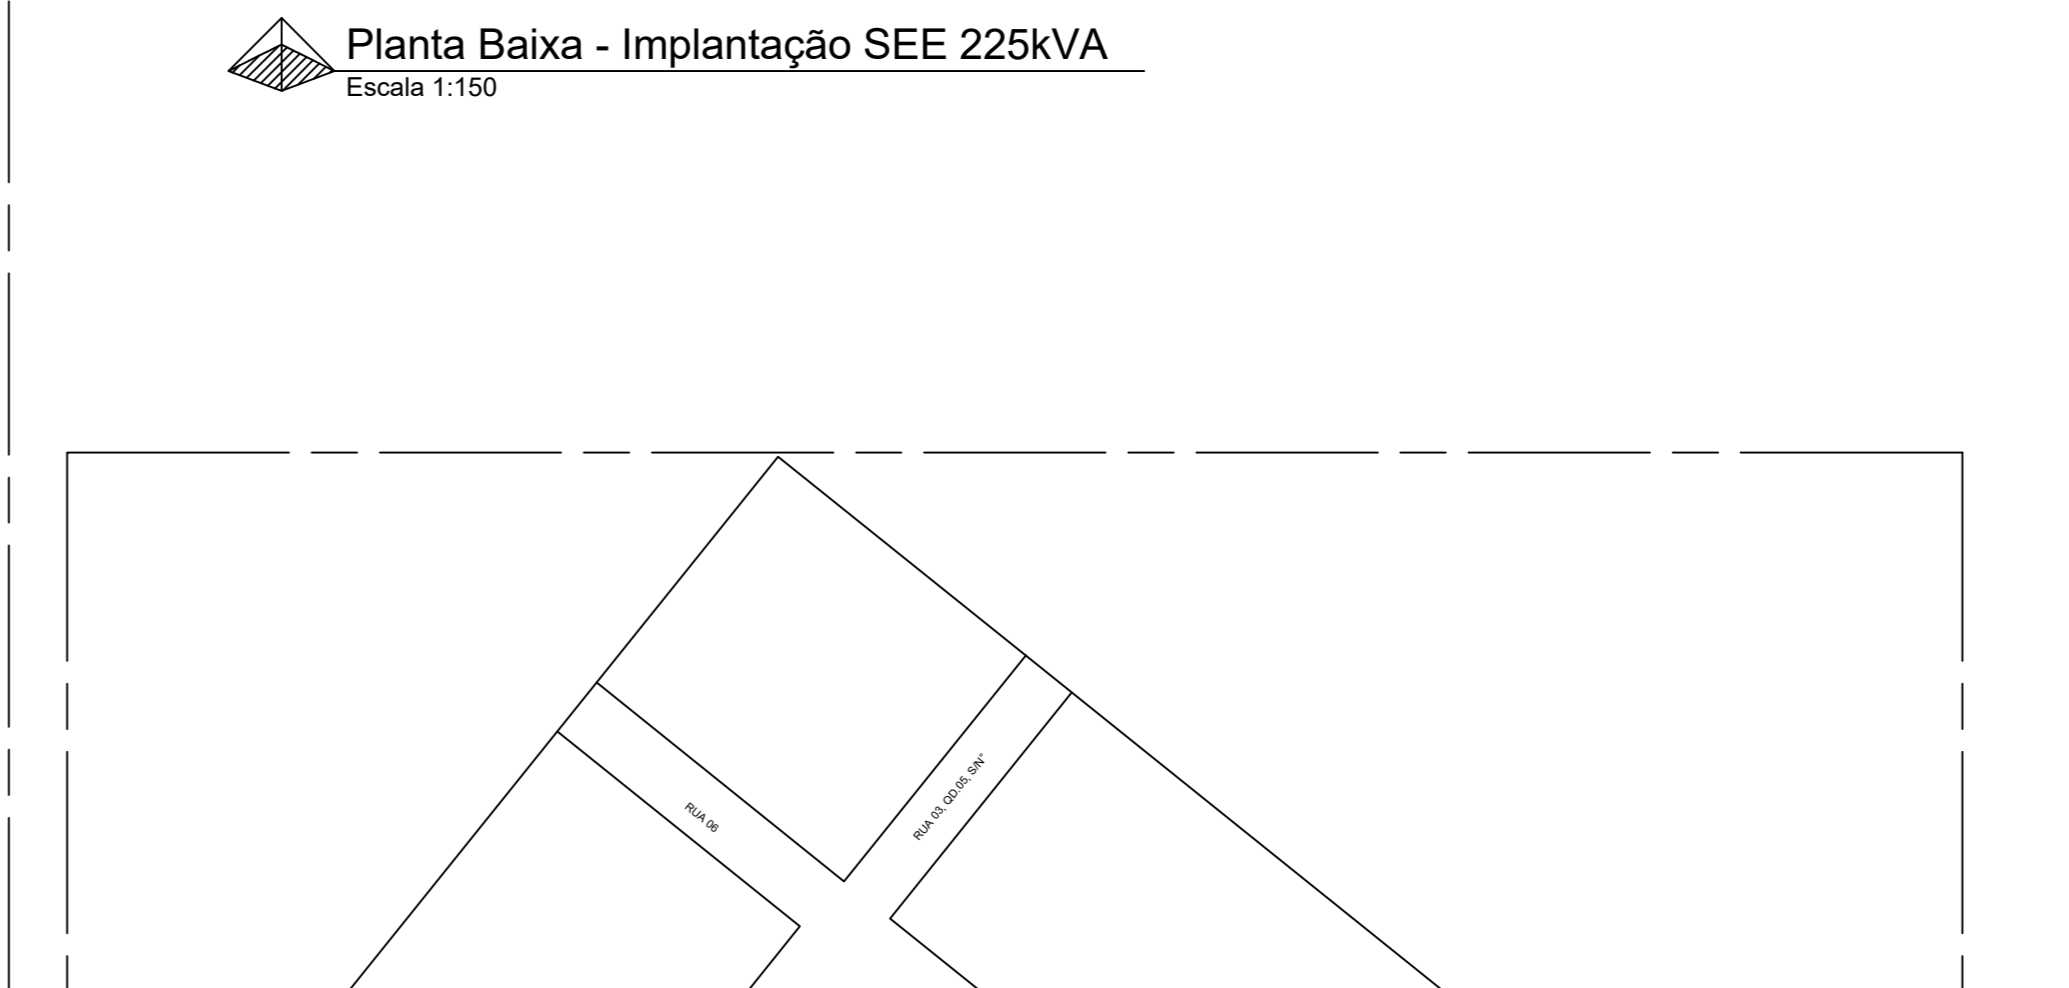 Planta Baixa - Implantação SEE 225kVA
Escala 1:150
RUA 03, QD.05, S/N°
RUA 06